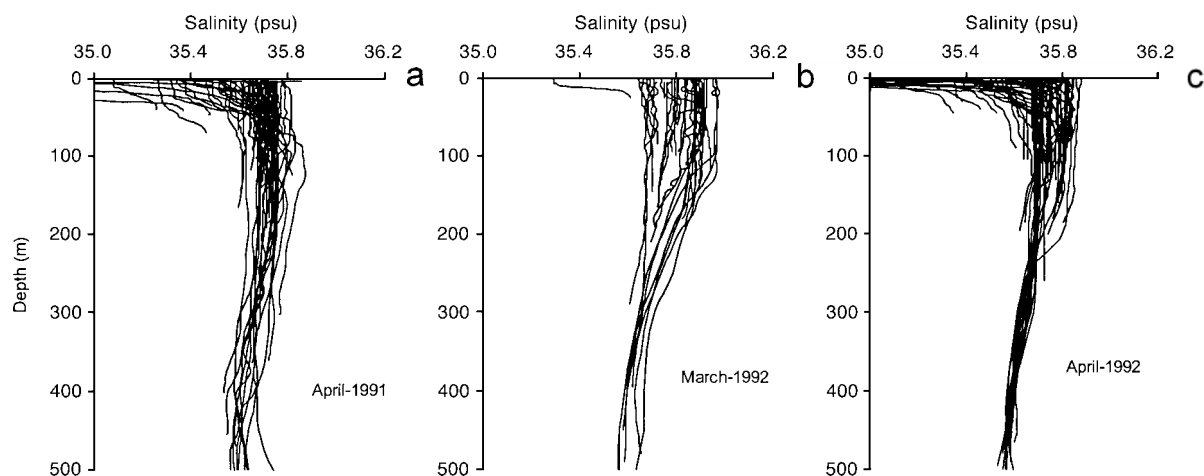 Salinity (psu) Salinity (psu) Salinity (psu)
35.0 35.4 35.8 36.2 35.4 35.8 36.2 35.0 35.4 35.8 36.2
0 a 0 b 0 c
100 100 100
200 200 200
Depth (m)
300 300 300
April-1991 March-1992 April-1992
400 400 400
500 500 500